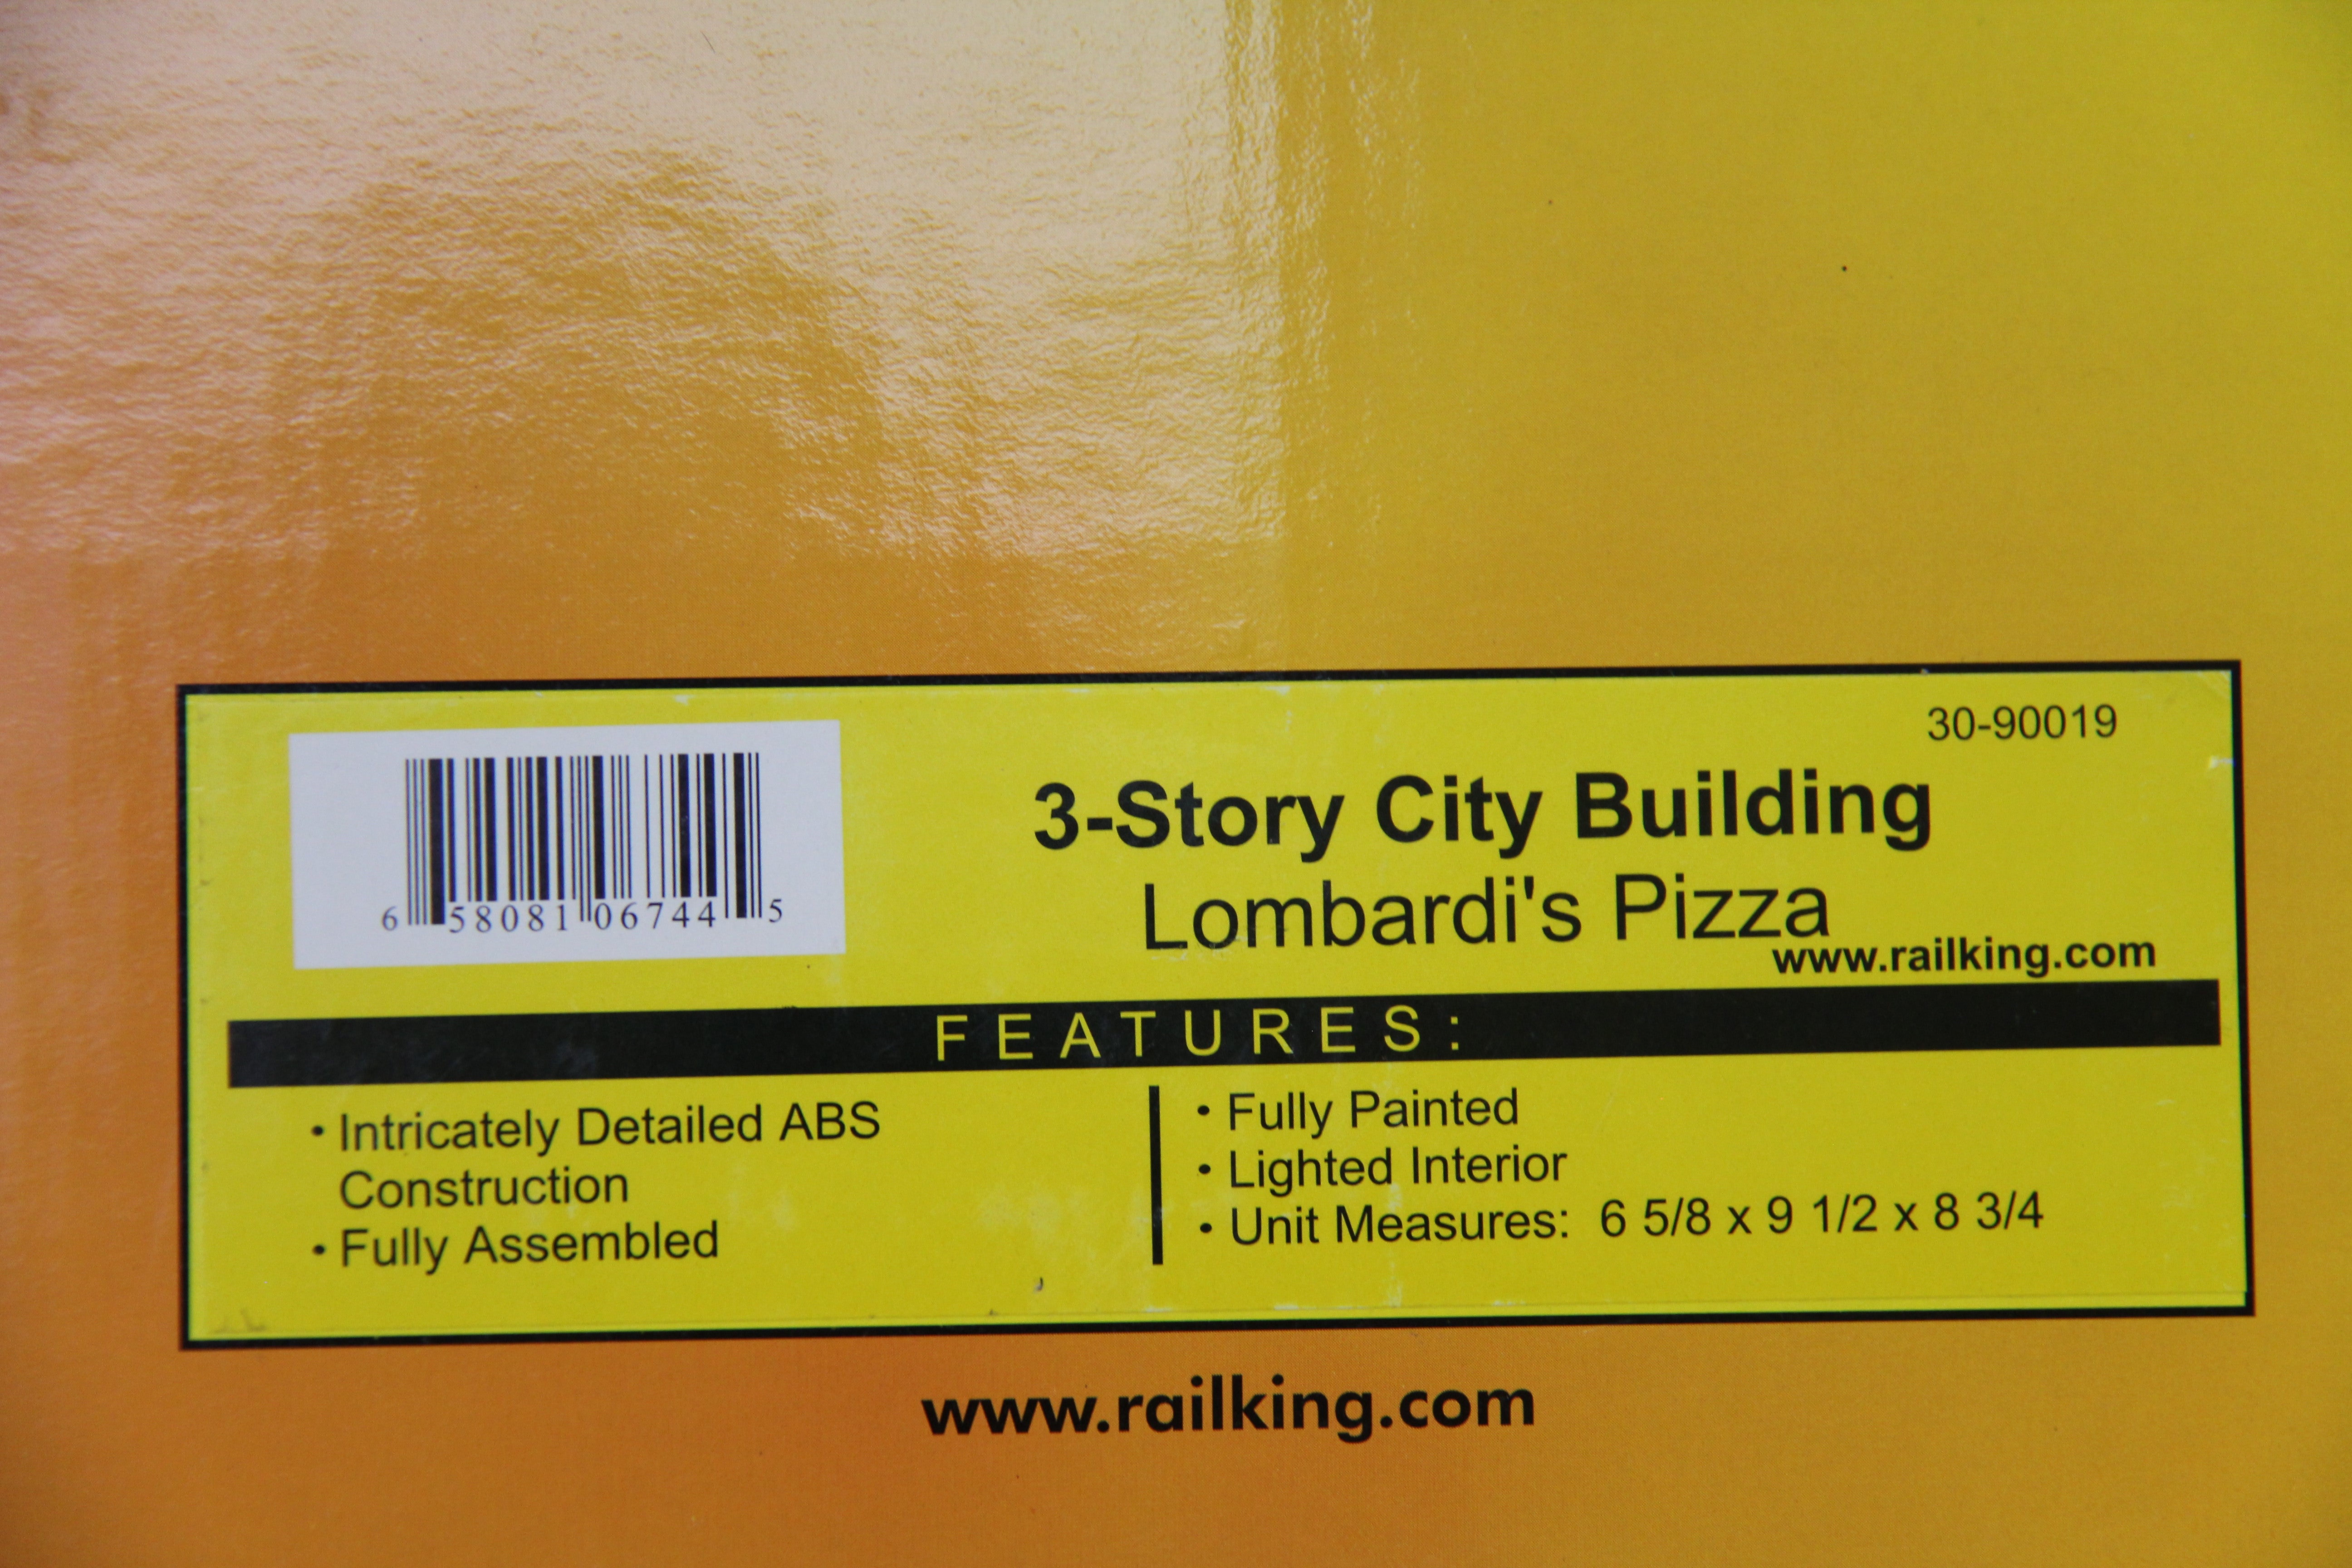 30-90019
3-Story City Building
Lombardi's Pizza
www.railking.com
6 58081 06744 5
FEATURES:
• Intricately Detailed ABS
Construction
• Fully Assembled
• Fully Painted
• Lighted Interior
• Unit Measures: 6 5/8 x 9 1/2 x 8 3/4
www.railking.com